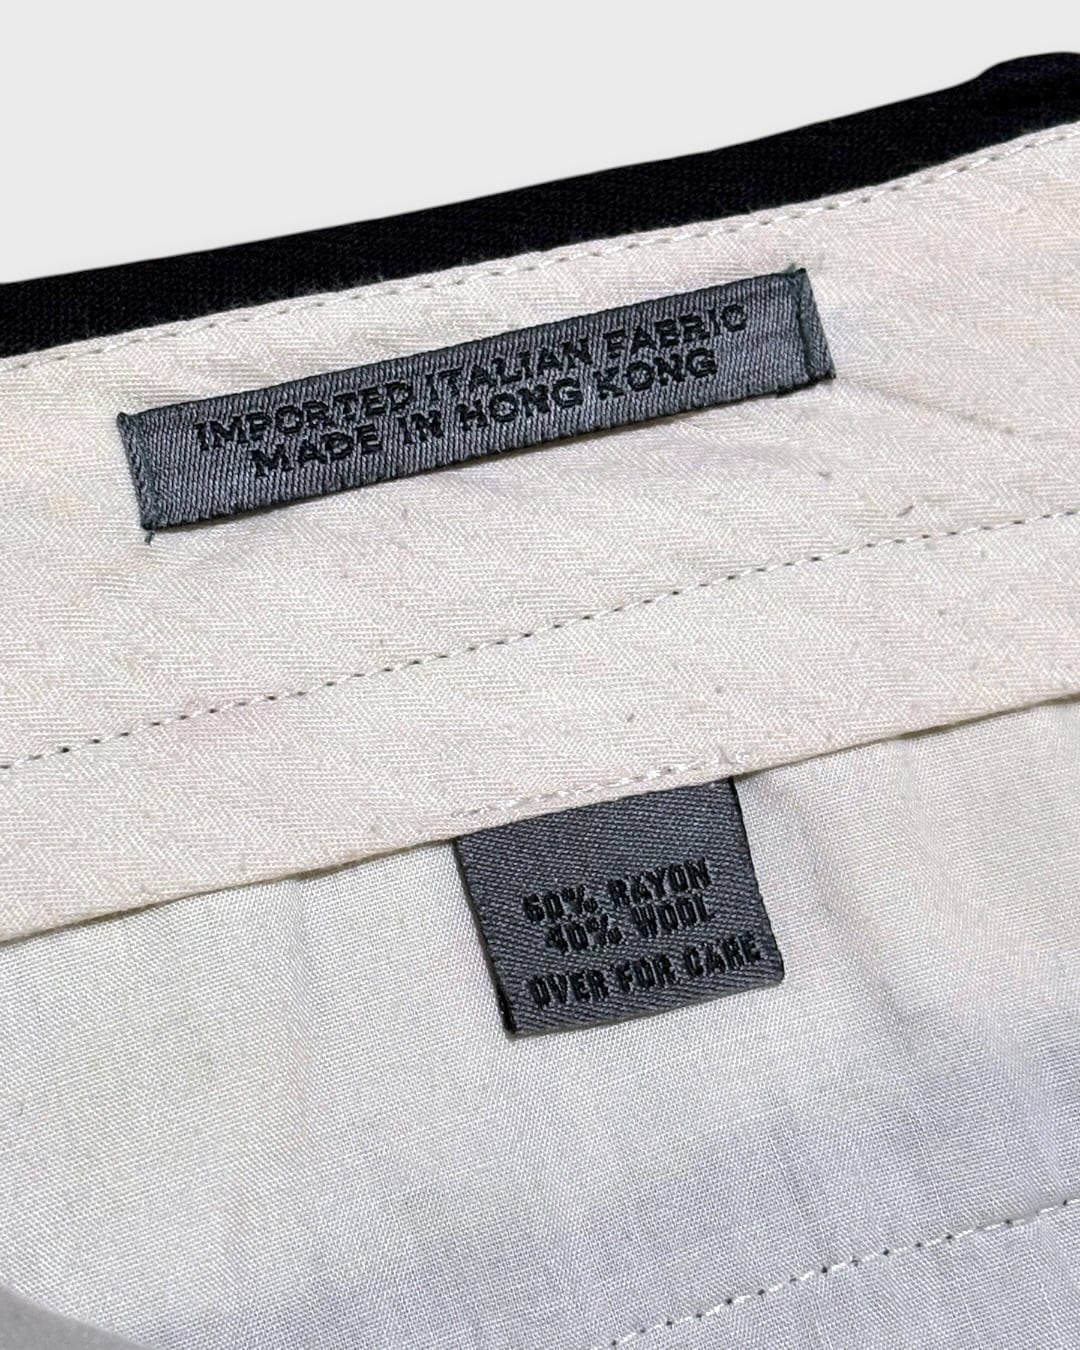 IMPORTED ITALIAN FABRIC
MADE IN HONG KONG
60% RAYON
40% WOOL
OVER FOR CARE